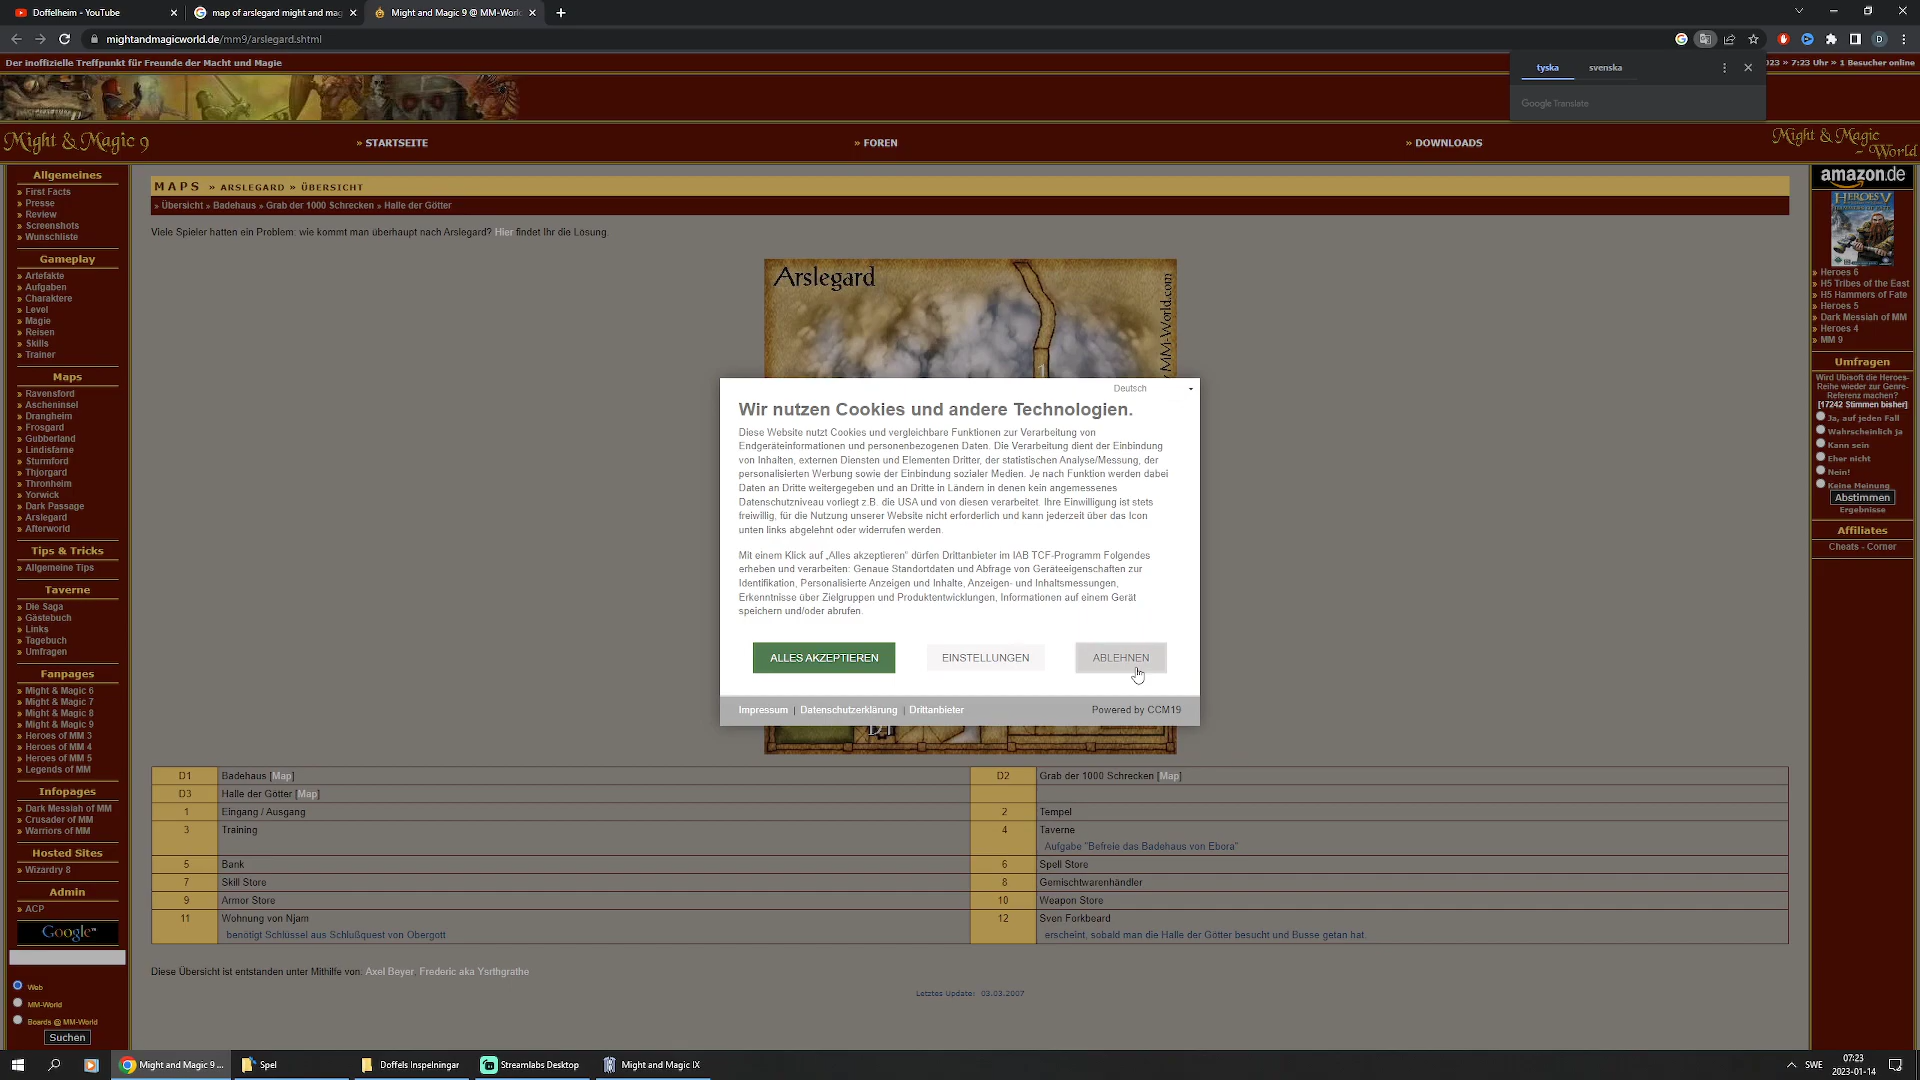 Doffelheim - YouTube
map of arslegard might and mag
Might and Magic 9 @ MM-Worl
mightandmagicworld.de/mm9/arslegard.shtml
Der inoffizielle Treffpunkt für Freunde der Macht und Magie
023 » 7:23 Uhr » 1 Besucher online
tyska
svenska
Google Translate
Might & Magic 9
» STARTSEITE
» FOREN
» DOWNLOADS
Might & Magic
- World
Allgemeines
» First Facts
» Presse
» Review
» Screenshots
» Wunschliste
Gameplay
» Artefakte
» Aufgaben
» Charaktere
» Level
» Magie
» Reisen
» Skills
» Trainer
Maps
» Ravensford
» Ascheninsel
» Drangheim
» Frosgard
» Gubberland
» Lindisfarne
» Sturmford
» Thjorgard
» Thronheim
» Yorwick
» Dark Passage
» Arslegard
» Afterworld
Tips & Tricks
» Allgemeine Tips
Taverne
» Die Saga
» Gästebuch
» Links
» Tagebuch
» Umfragen
Fanpages
» Might & Magic 6
» Might & Magic 7
» Might & Magic 8
» Might & Magic 9
» Heroes of MM 3
» Heroes of MM 4
» Heroes of MM 5
» Legends of MM
Infopages
» Dark Messiah of MM
» Crusader of MM
» Warriors of MM
Hosted Sites
» Wizardry 8
Admin
» ACP
Google™
Web
MM-World
Boards @ MM-World
Suchen
MAPS » ARSLEGARD » ÜBERSICHT
» Übersicht » Badehaus » Grab der 1000 Schrecken » Halle der Götter
Viele Spieler hatten ein Problem: wie kommt man überhaupt nach Arslegard? Hier findet Ihr die Lösung.
Arslegard
MM-World.com
1
Deutsch
Wir nutzen Cookies und andere Technologien.
Diese Website nutzt Cookies und vergleichbare Funktionen zur Verarbeitung von
Endgeräteinformationen und personenbezogenen Daten. Die Verarbeitung dient der Einbindung
von Inhalten, externen Diensten und Elementen Dritter, der statistischen Analyse/Messung, der
personalisierten Werbung sowie der Einbindung sozialer Medien. Je nach Funktion werden dabei
Daten an Dritte weitergegeben und an Dritte in Ländern in denen kein angemessenes
Datenschutzniveau vorliegt z.B. die USA und von diesen verarbeitet. Ihre Einwilligung ist stets
freiwillig, für die Nutzung unserer Website nicht erforderlich und kann jederzeit über das Icon
unten links abgelehnt oder widerrufen werden.
Mit einem Klick auf „Alles akzeptieren“ dürfen Drittanbieter im IAB TCF-Programm Folgendes
erheben und verarbeiten: Genaue Standortdaten und Abfrage von Geräteeigenschaften zur
Identifikation, Personalisierte Anzeigen und Inhalte, Anzeigen- und Inhaltsmessungen,
Erkenntnisse über Zielgruppen und Produktentwicklungen, Informationen auf einem Gerät
speichern und/oder abrufen.
ALLES AKZEPTIEREN
EINSTELLUNGEN
ABLEHNEN
Impressum | Datenschutzerklärung | Drittanbieter
Powered by CCM19
D1
D1 Badehaus [Map]
D2 Grab der 1000 Schrecken [Map]
D3 Halle der Götter [Map]
1 Eingang / Ausgang
2 Tempel
3 Training
4 Taverne
Aufgabe "Befreie das Badehaus von Ebora"
5 Bank
6 Spell Store
7 Skill Store
8 Gemischtwarenhändler
9 Armor Store
10 Weapon Store
11 Wohnung von Njam
benötigt Schlüssel aus Schlußquest von Obergott
12 Sven Forkbeard
erscheint, sobald man die Halle der Götter besucht und Busse getan hat.
Diese Übersicht ist entstanden unter Mithilfe von: Axel Beyer, Frederic aka Ysrthgrathe
Letztes Update: 03.03.2007
amazon.de
HEROES V
» Heroes 6
» H5 Tribes of the East
» H5 Hammers of Fate
» Heroes 5
» Dark Messiah of MM
» Heroes 4
» MM 9
Umfragen
Wird Ubisoft die Heroes-
Reihe wieder zur Genre-
Referenz machen?
[17242 Stimmen bisher]
Ja, auf jeden Fall
Wahrscheinlich ja
Kann sein
Eher nicht
Nein!
Keine Meinung
Abstimmen
Ergebnisse
Affiliates
Cheats - Corner
Might and Magic 9 ...
Spel
Doffels Inspelningar
Streamlabs Desktop
Might and Magic IX
SWE
07:23
2023-01-14